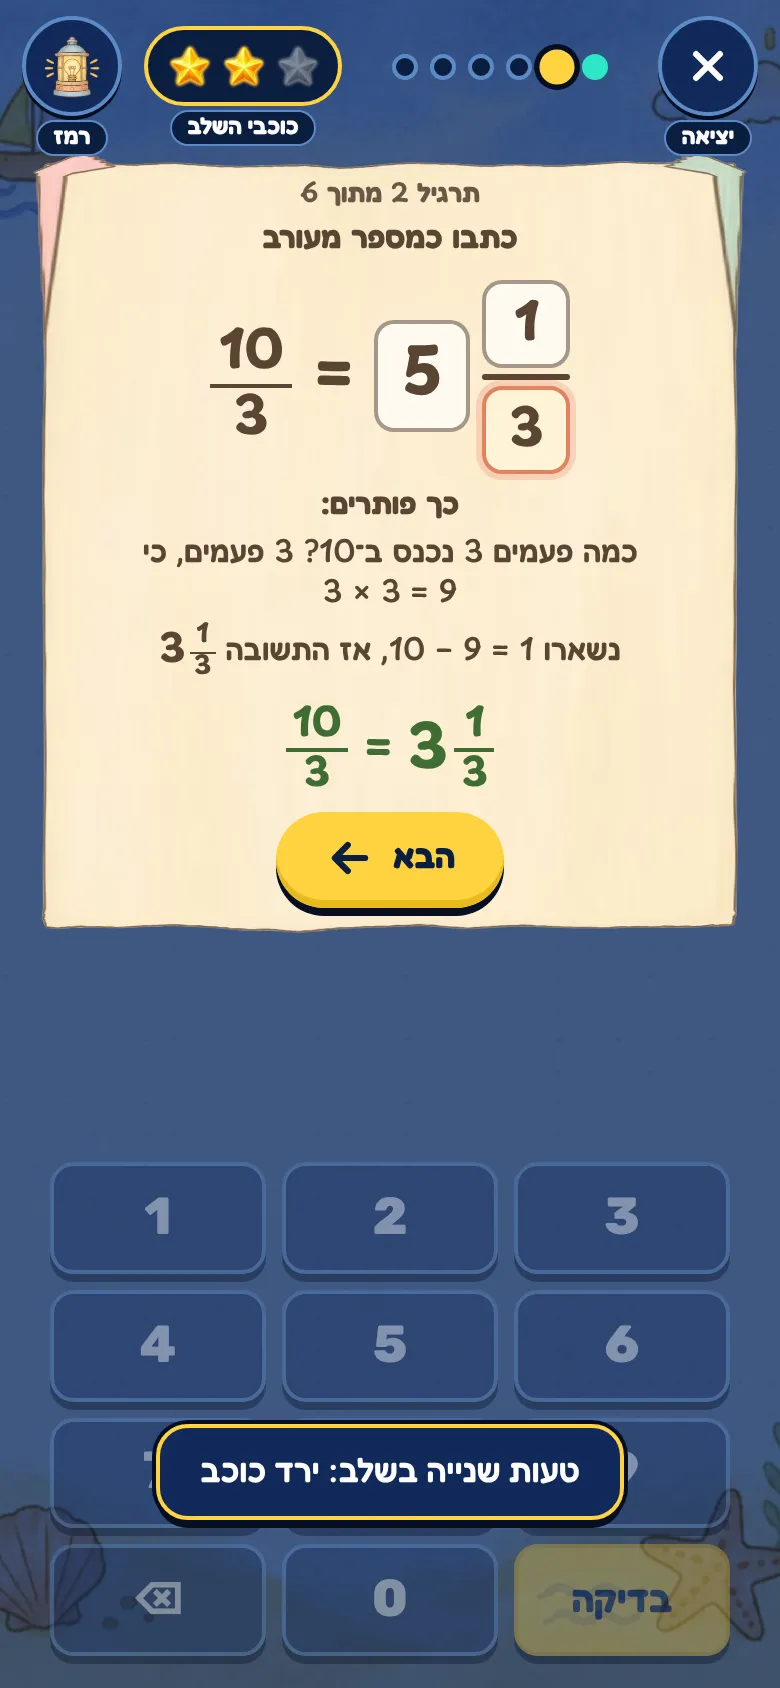 רמז
כוכבי השלב
יציאה
תרגיל 2 מתוך 6
כתבו כמספר מעורב
10/3 = 5 1/3
כך פותרים:
כמה פעמים 3 נכנס ב־10? 3 פעמים, כי
3 × 3 = 9
נשארו 10 − 9 = 1, אז התשובה 3 1/3
10/3 = 3 1/3
הבא ←
1 2 3
4 5 6
טעות שנייה בשלב: ירד כוכב
0 בדיקה